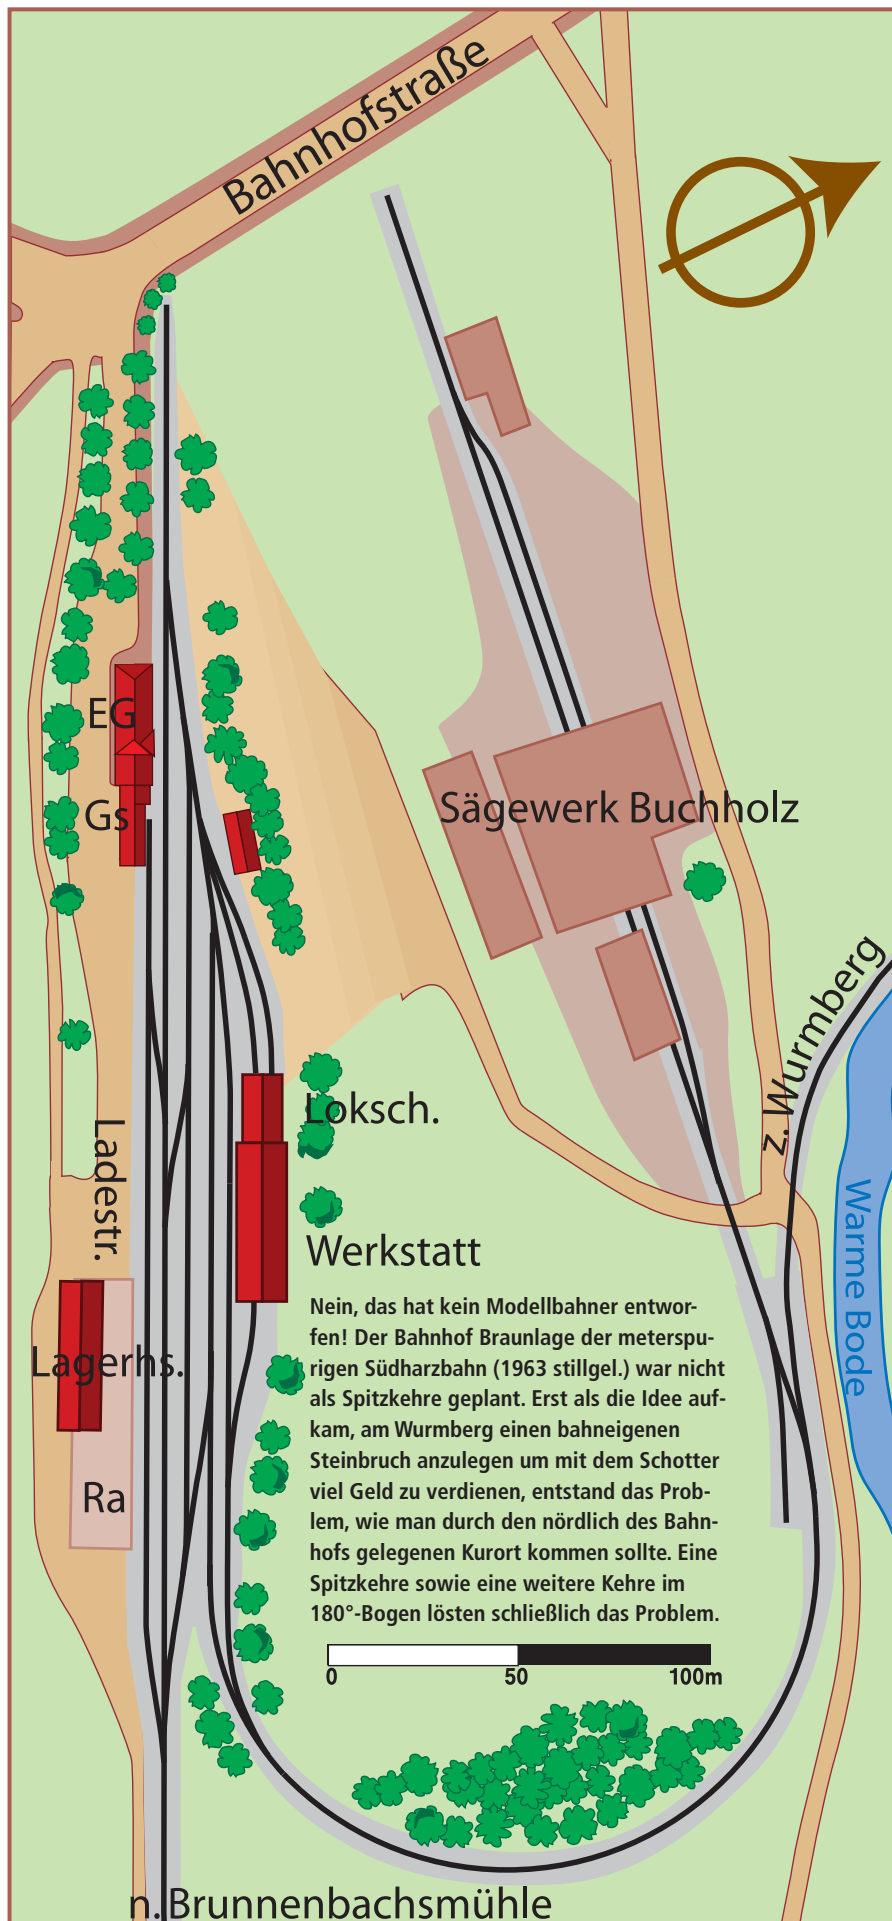 Bahnhofstraße
EG
Gs
Sägewerk Buchholz
z. Wurmberg
Loksch.
Ladestr.
Warme Bode
Werkstatt
Lagerhs.
Ra
Nein, das hat kein Modellbahner entwor-
fen! Der Bahnhof Braunlage der meterspu-
rigen Südharzbahn (1963 stillgel.) war nicht
als Spitzkehre geplant. Erst als die Idee auf-
kam, am Wurmberg einen bahneigenen
Steinbruch anzulegen um mit dem Schotter
viel Geld zu verdienen, entstand das Prob-
lem, wie man durch den nördlich des Bahn-
hofs gelegenen Kurort kommen sollte. Eine
Spitzkehre sowie eine weitere Kehre im
180°-Bogen lösten schließlich das Problem.
0 50 100m
n. Brunnenbachsmühle